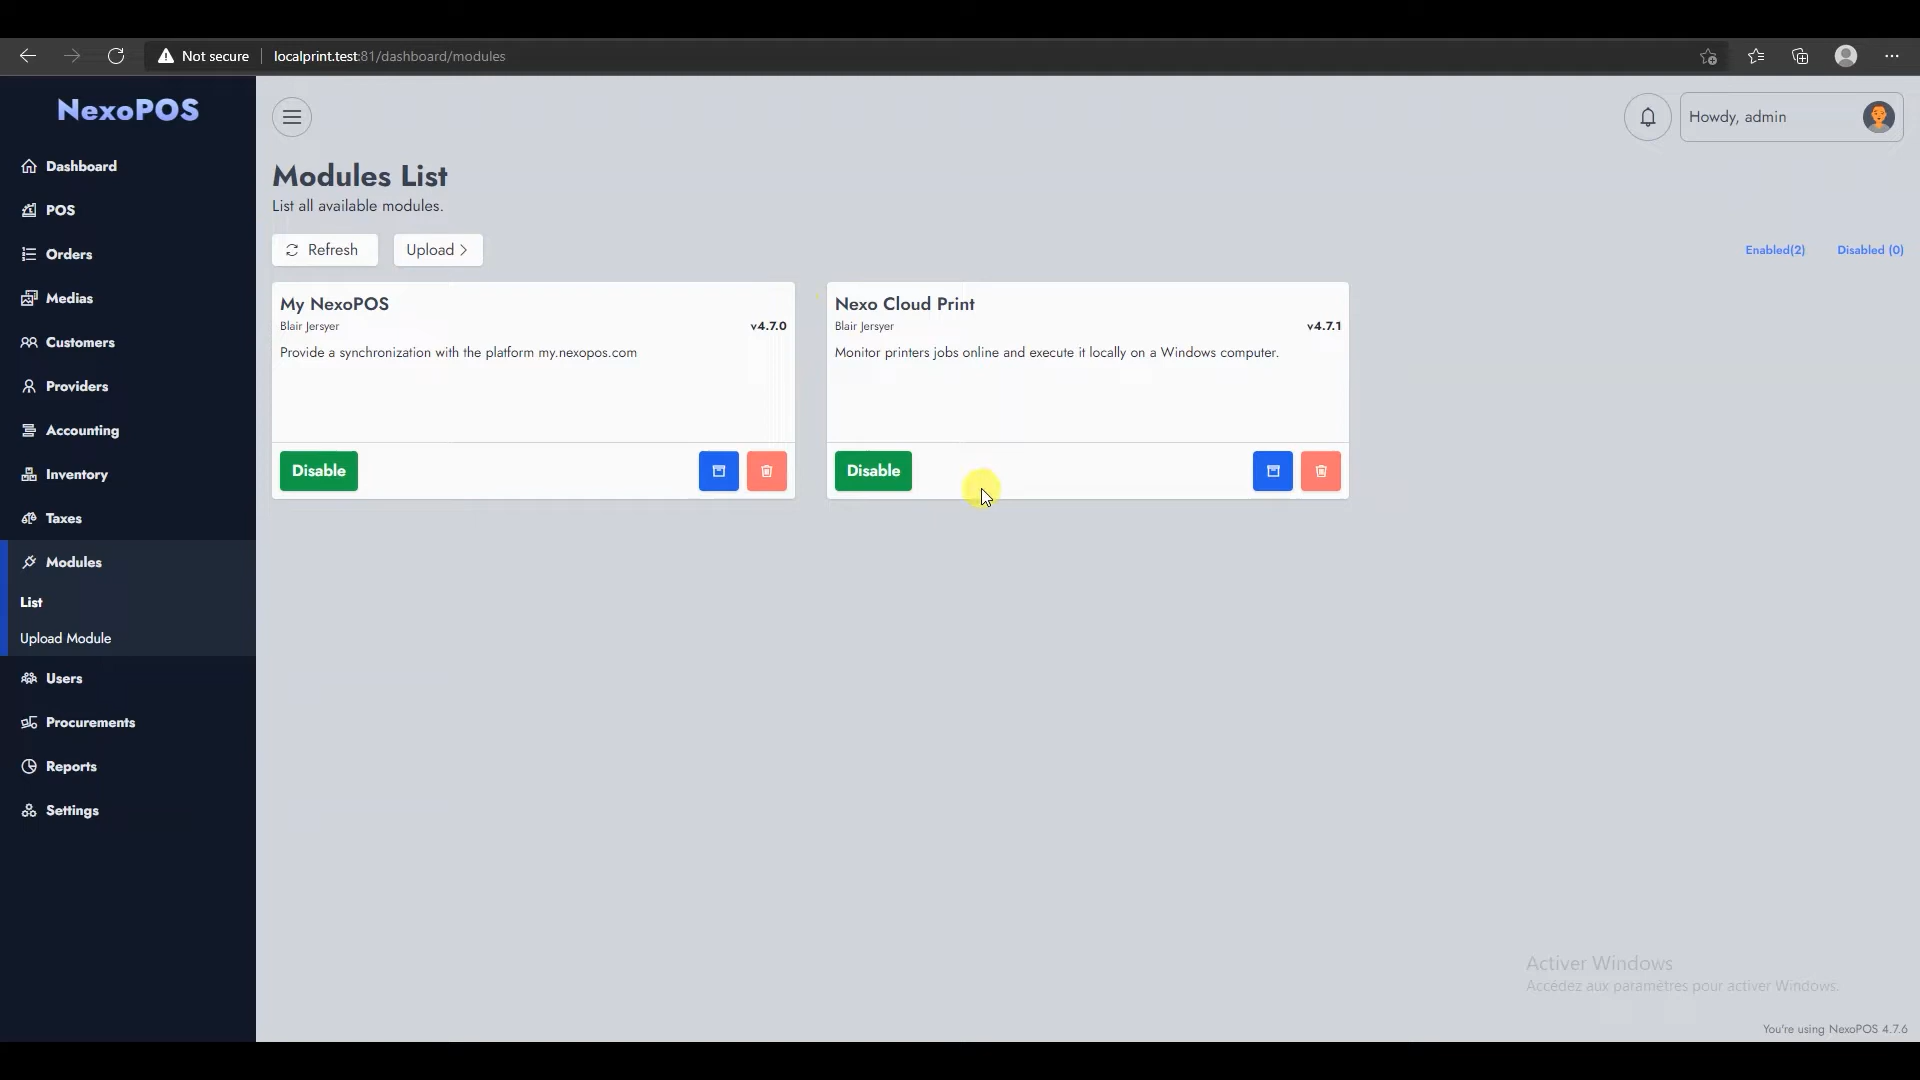 Not secure
localprint.test:81/dashboard/modules
NexoPOS
Howdy, admin
Dashboard
POS
Orders
Medias
Customers
Providers
Accounting
Inventory
Taxes
Modules
List
Upload Module
Users
Procurements
Reports
Settings
Modules List
List all available modules.
Refresh
Upload
Enabled(2)
Disabled (0)
My NexoPOS
Blair Jersyer
v4.7.0
Provide a synchronization with the platform my.nexopos.com
Disable
Nexo Cloud Print
Blair Jersyer
v4.7.1
Monitor printers jobs online and execute it locally on a Windows computer.
Disable
Activer Windows
Accédez aux paramètres pour activer Windows.
You're using NexoPOS 4.7.6